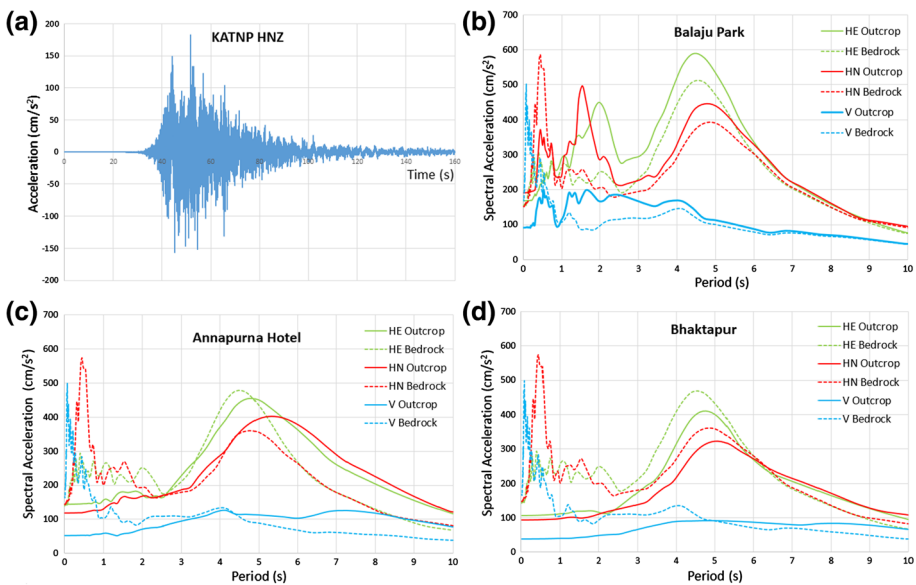 (a)
KATNP HNZ
Acceleration (cm/s²)
200
150
100
50
0
-50
-100
-150
-200
0 20 40 60 80 100 120 140 160
Time (s)
(b)
Balaju Park
Spectral Acceleration (cm/s²)
700
600
500
400
300
200
100
0
0 1 2 3 4 5 6 7 8 9 10
Period (s)
HE Outcrop
HE Bedrock
HN Outcrop
HN Bedrock
V Outcrop
V Bedrock
(c)
Annapurna Hotel
Spectral Acceleration (cm/s²)
700
600
500
400
300
200
100
0
0 1 2 3 4 5 6 7 8 9 10
Period (s)
HE Outcrop
HE Bedrock
HN Outcrop
HN Bedrock
V Outcrop
V Bedrock
(d)
Bhaktapur
Spectral Acceleration (cm/s²)
700
600
500
400
300
200
100
0
0 1 2 3 4 5 6 7 8 9 10
Period (s)
HE Outcrop
HE Bedrock
HN Outcrop
HN Bedrock
V Outcrop
V Bedrock